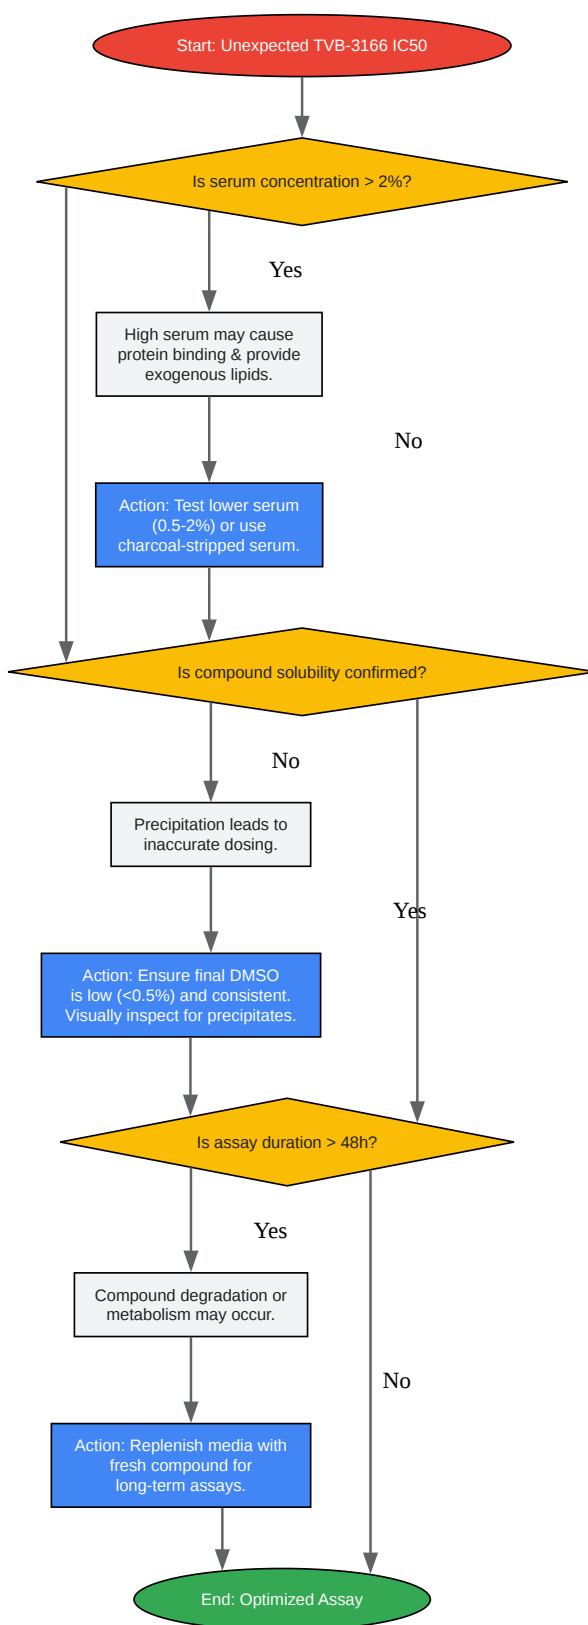 Start: Unexpected TVB-3166 IC50
Is serum concentration > 2%?
Yes
High serum may cause
protein binding & provide
exogenous lipids.
No
Action: Test lower serum
(0.5-2%) or use
charcoal-stripped serum.
Is compound solubility confirmed?
No
Precipitation leads to
inaccurate dosing.
Yes
Action: Ensure final DMSO
is low (<0.5%) and consistent.
Visually inspect for precipitates.
Is assay duration > 48h?
Yes
Compound degradation or
metabolism may occur.
No
Action: Replenish media with
fresh compound for
long-term assays.
End: Optimized Assay